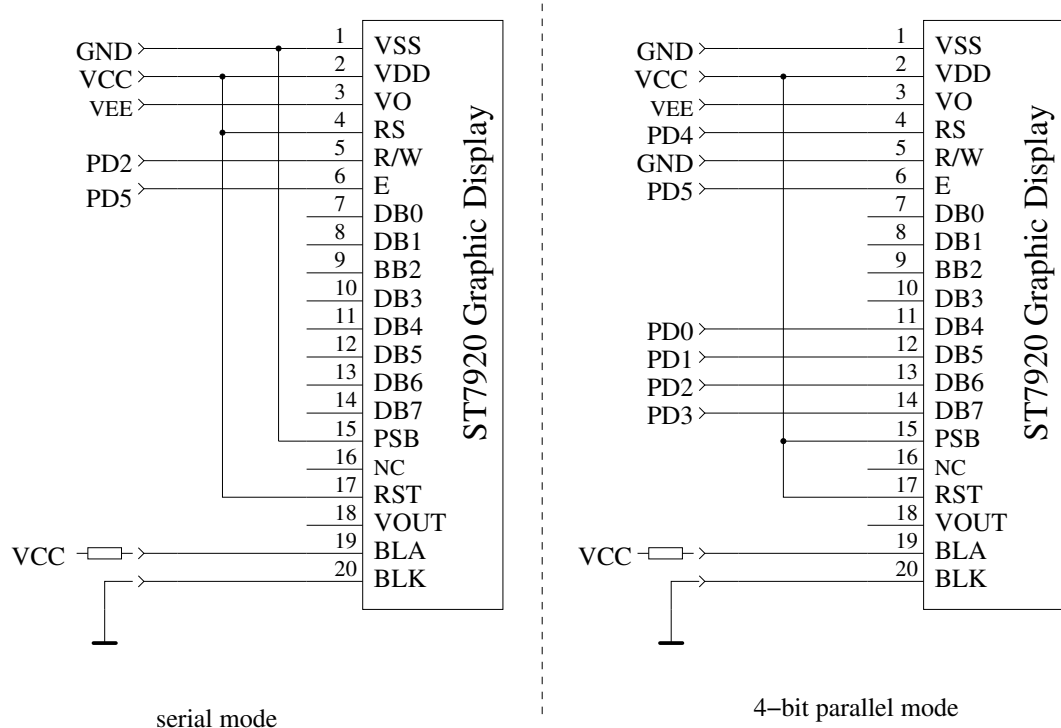 GND 1 VSS
VCC 2 VDD
VEE 3 VO
4 RS
PD2 5 R/W
PD5 6 E
7 DB0
8 DB1
9 BB2
10 DB3
11 DB4
12 DB5
13 DB6
14 DB7
15 PSB
16 NC
17 RST
18 VOUT
VCC 19 BLA
20 BLK
ST7920 Graphic Display
serial mode
GND 1 VSS
VCC 2 VDD
VEE 3 VO
PD4 4 RS
GND 5 R/W
PD5 6 E
7 DB0
8 DB1
9 BB2
10 DB3
PD0 11 DB4
PD1 12 DB5
PD2 13 DB6
PD3 14 DB7
15 PSB
16 NC
17 RST
18 VOUT
VCC 19 BLA
20 BLK
ST7920 Graphic Display
4−bit parallel mode